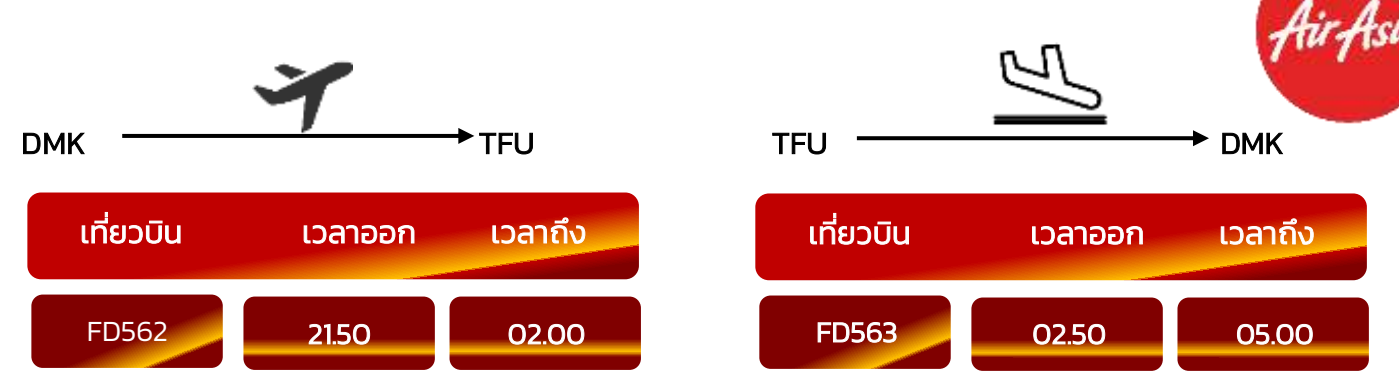 AirAsia
DMK TFU
TFU DMK
เที่ยวบิน เวลาออก เวลาถึง
FD562 21.50 02.00
เที่ยวบิน เวลาออก เวลาถึง
FD563 02.50 05.00